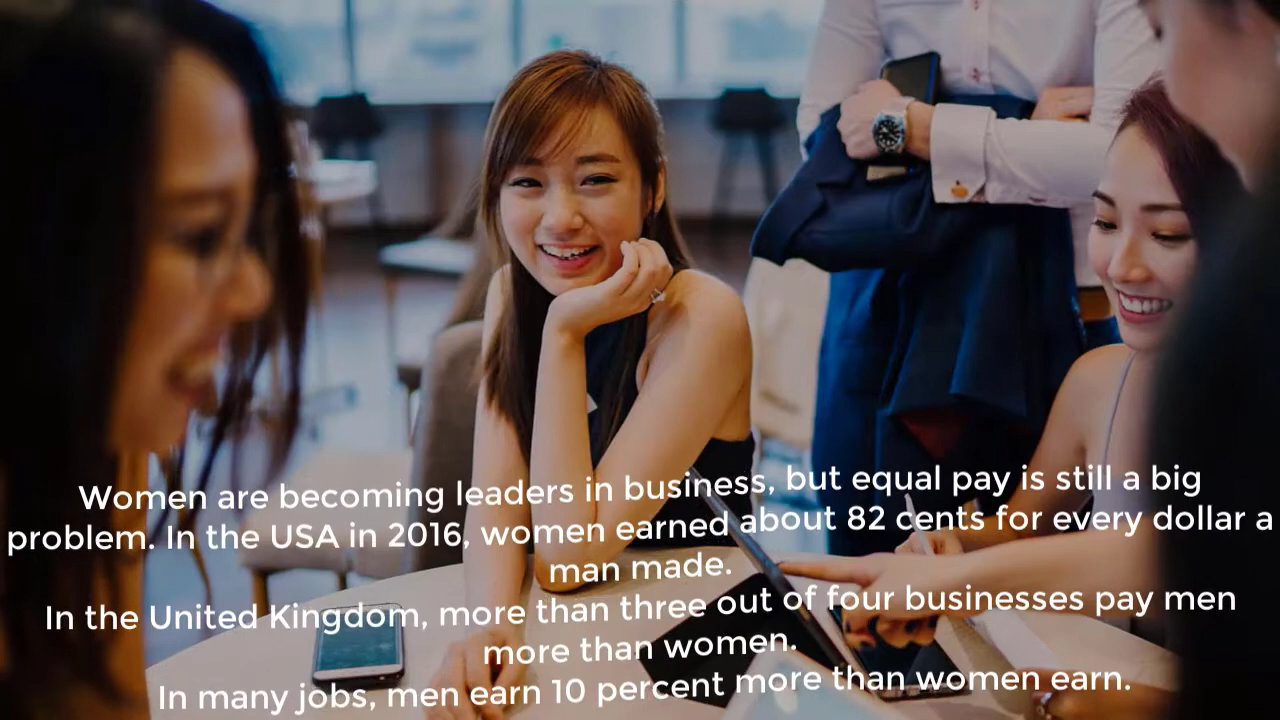 Women are becoming leaders in business, but equal pay is still a big
problem. In the USA in 2016, women earned about 82 cents for every dollar a
man made.
In the United Kingdom, more than three out of four businesses pay men
more than women.
In many jobs, men earn 10 percent more than women earn.